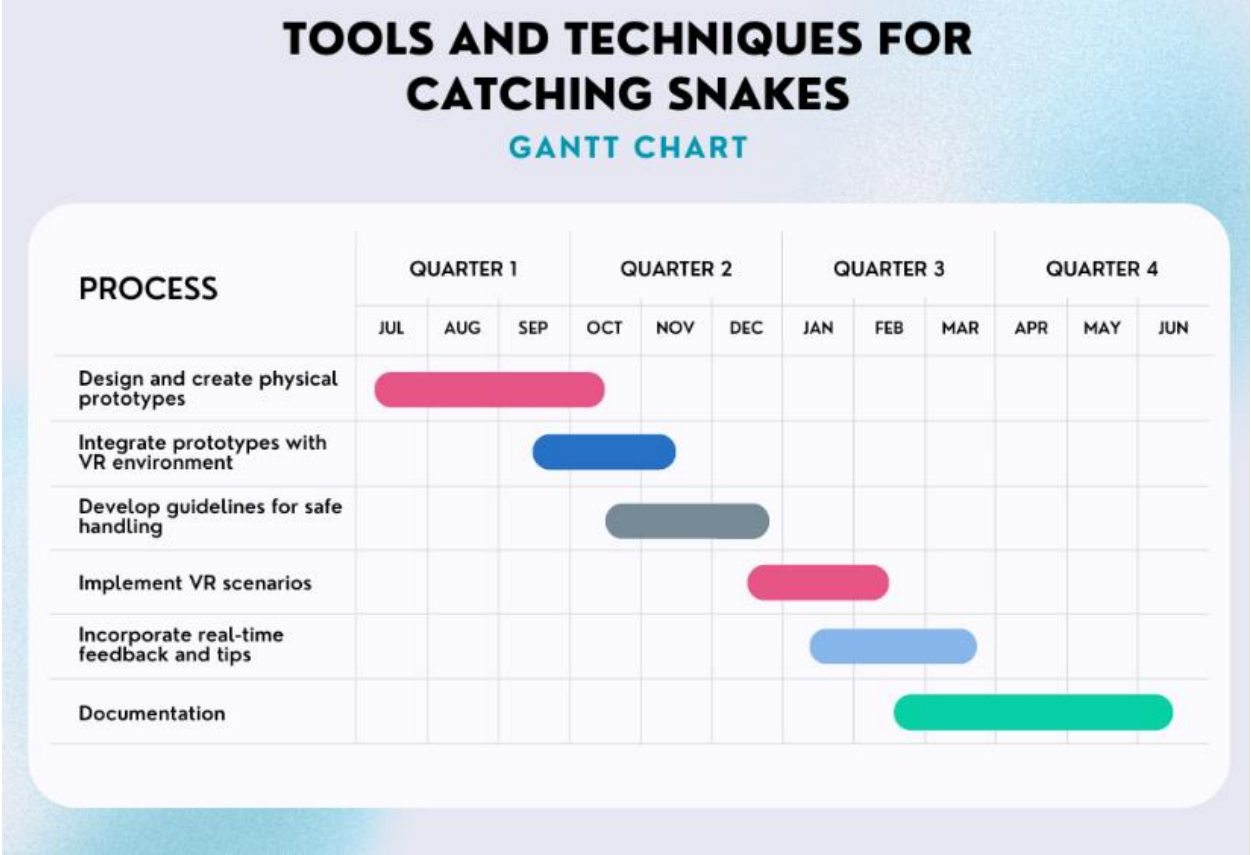 TOOLS AND TECHNIQUES FOR
CATCHING SNAKES
GANTT CHART
PROCESS
QUARTER 1
QUARTER 2
QUARTER 3
QUARTER 4
JUL
AUG
SEP
OCT
NOV
DEC
JAN
FEB
MAR
APR
MAY
JUN
Design and create physical
prototypes
Integrate prototypes with
VR environment
Develop guidelines for safe
handling
Implement VR scenarios
Incorporate real-time
feedback and tips
Documentation